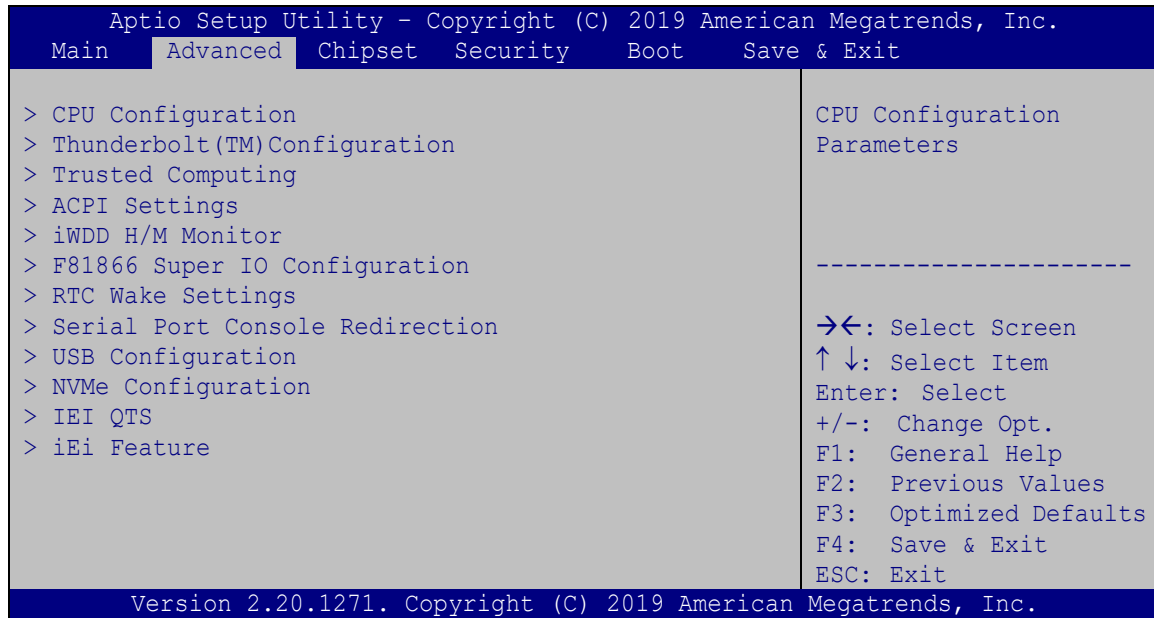 Aptio Setup Utility – Copyright (C) 2019 American Megatrends, Inc.
Main Advanced Chipset Security Boot Save & Exit
> CPU Configuration
> Thunderbolt(TM)Configuration
> Trusted Computing
> ACPI Settings
> iWDD H/M Monitor
> F81866 Super IO Configuration
> RTC Wake Settings
> Serial Port Console Redirection
> USB Configuration
> NVMe Configuration
> IEI QTS
> iEi Feature
CPU Configuration
Parameters
----------------------
→←: Select Screen
↑ ↓: Select Item
Enter: Select
+/-: Change Opt.
F1: General Help
F2: Previous Values
F3: Optimized Defaults
F4: Save & Exit
ESC: Exit
Version 2.20.1271. Copyright (C) 2019 American Megatrends, Inc.